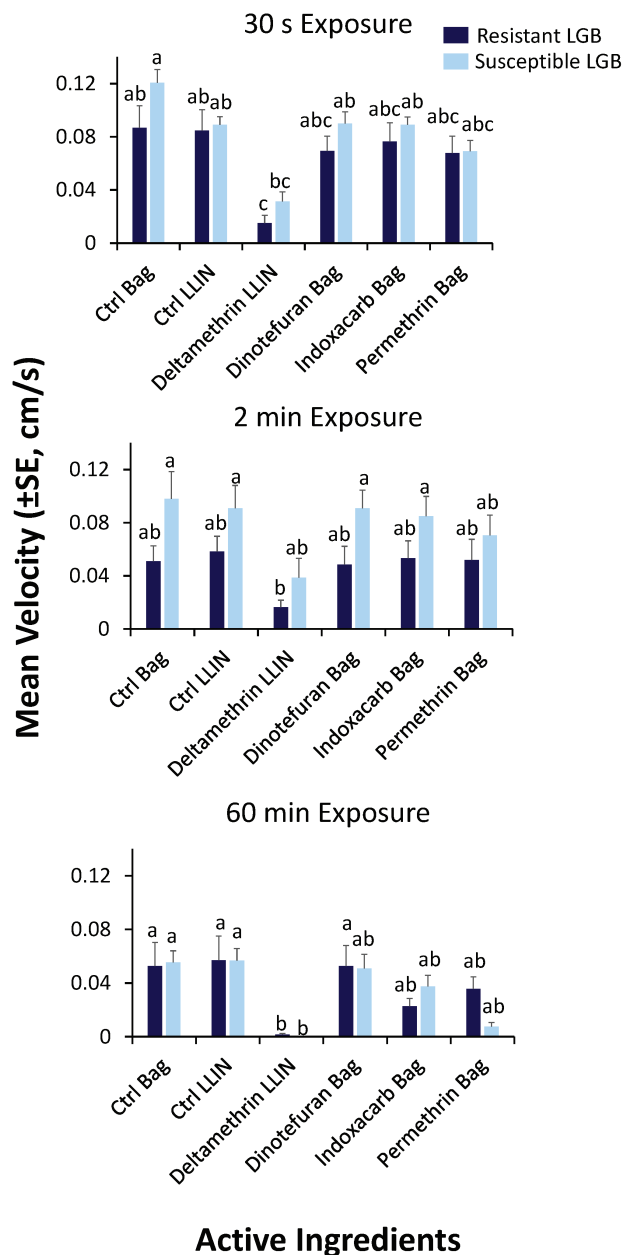 30 s Exposure
Resistant LGB
Susceptible LGB
0.12
0.08
0.04
0
ab a ab ab c bc abc ab abc ab abc abc
Ctrl Bag
Ctrl LLIN
Deltamethrin LLIN
Dinotefuran Bag
Indoxacarb Bag
Permethrin Bag
Mean Velocity (±SE, cm/s)
2 min Exposure
0.12
0.08
0.04
0
ab a ab a b ab ab a ab a ab ab
Ctrl Bag
Ctrl LLIN
Deltamethrin LLIN
Dinotefuran Bag
Indoxacarb Bag
Permethrin Bag
60 min Exposure
0.12
0.08
0.04
0
a a a a b b a ab ab ab ab ab
Ctrl Bag
Ctrl LLIN
Deltamethrin LLIN
Dinotefuran Bag
Indoxacarb Bag
Permethrin Bag
Active Ingredients